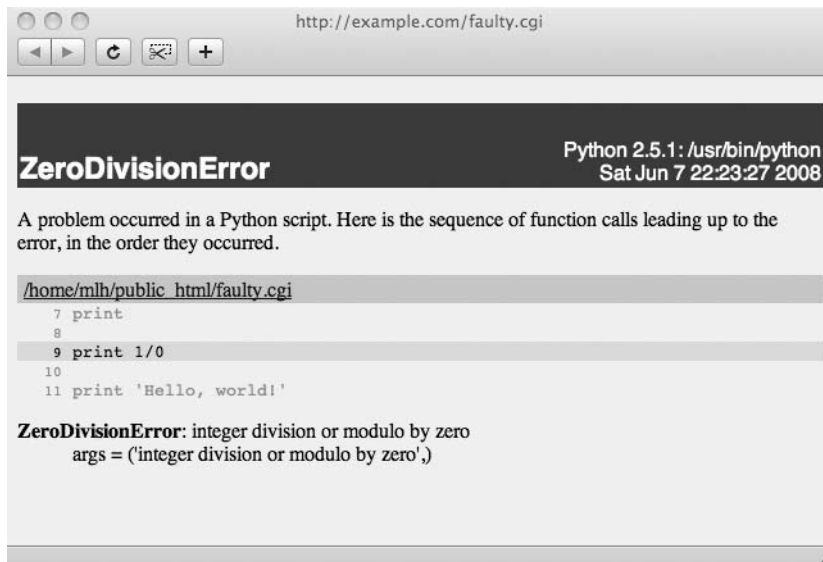 http://example.com/faulty.cgi
ZeroDivisionError
Python 2.5.1: /usr/bin/python
Sat Jun 7 22:23:27 2008
A problem occurred in a Python script. Here is the sequence of function calls leading up to the
error, in the order they occurred.
/home/mlh/public_html/faulty.cgi
7 print
8
9 print 1/0
10
11 print 'Hello, world!'
ZeroDivisionError: integer division or modulo by zero
args = ('integer division or modulo by zero',)